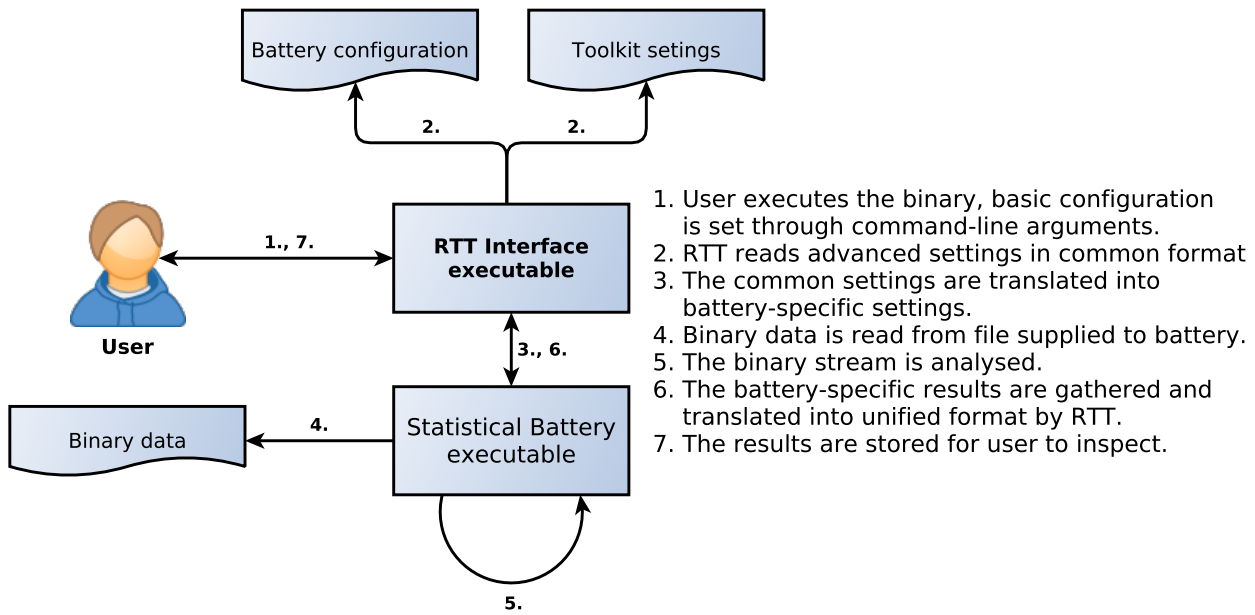 Battery configuration
Toolkit setings
2.
2.
1., 7.
RTT Interface
executable
User
3., 6.
Binary data
4.
Statistical Battery
executable
5.
1. User executes the binary, basic configuration
is set through command-line arguments.
2. RTT reads advanced settings in common format
3. The common settings are translated into
battery-specific settings.
4. Binary data is read from file supplied to battery.
5. The binary stream is analysed.
6. The battery-specific results are gathered and
translated into unified format by RTT.
7. The results are stored for user to inspect.